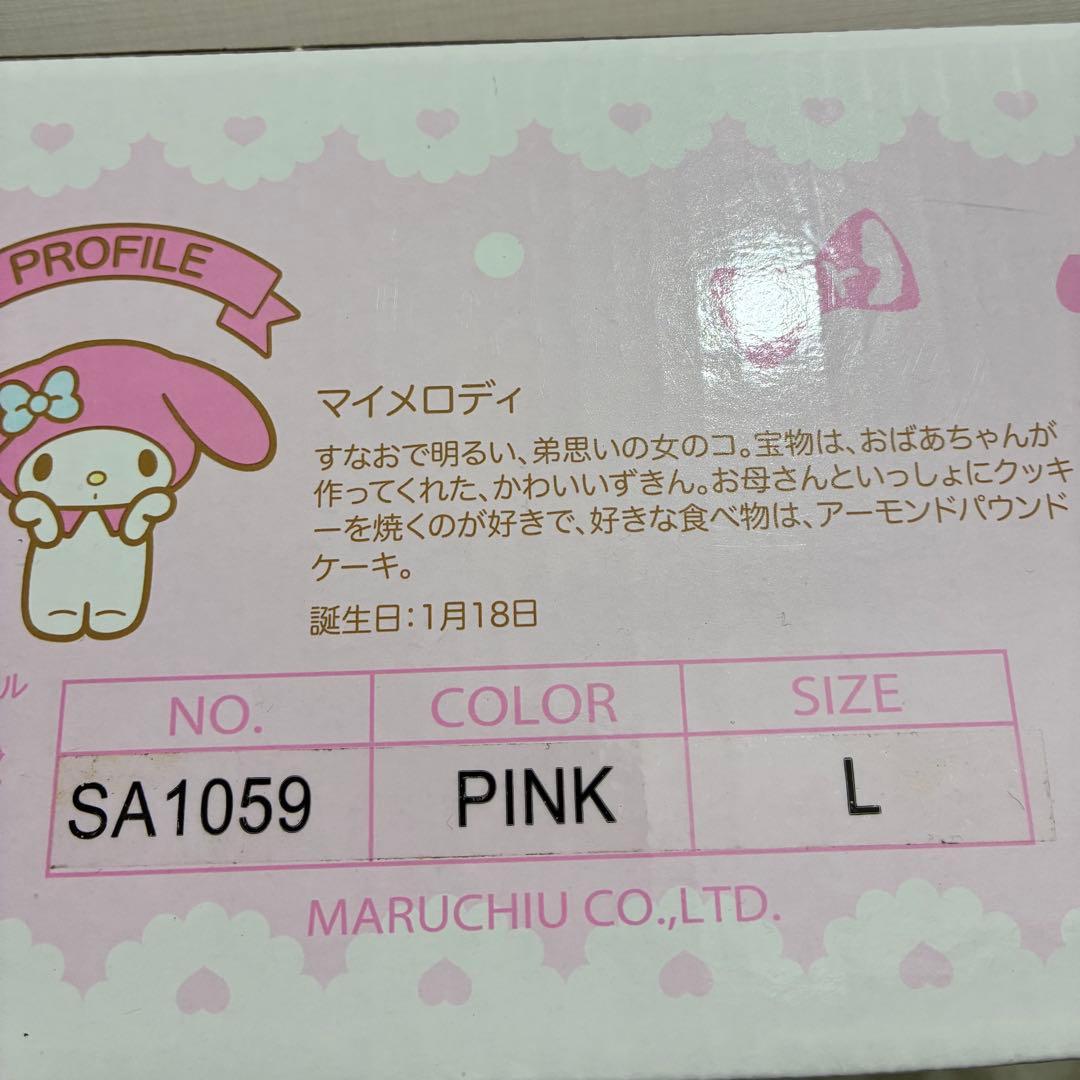 PROFILE
マイメロディ
すなおで明るい、弟思いの女のコ。宝物は、おばあちゃんが
作ってくれた、かわいいずきん。お母さんといっしょにクッキ
ーを焼くのが好きで、好きな食べ物は、アーモンドパウンド
ケーキ。
誕生日:1月18日
ル
NO. COLOR SIZE
SA1059 PINK L
MARUCHIU CO.,LTD.